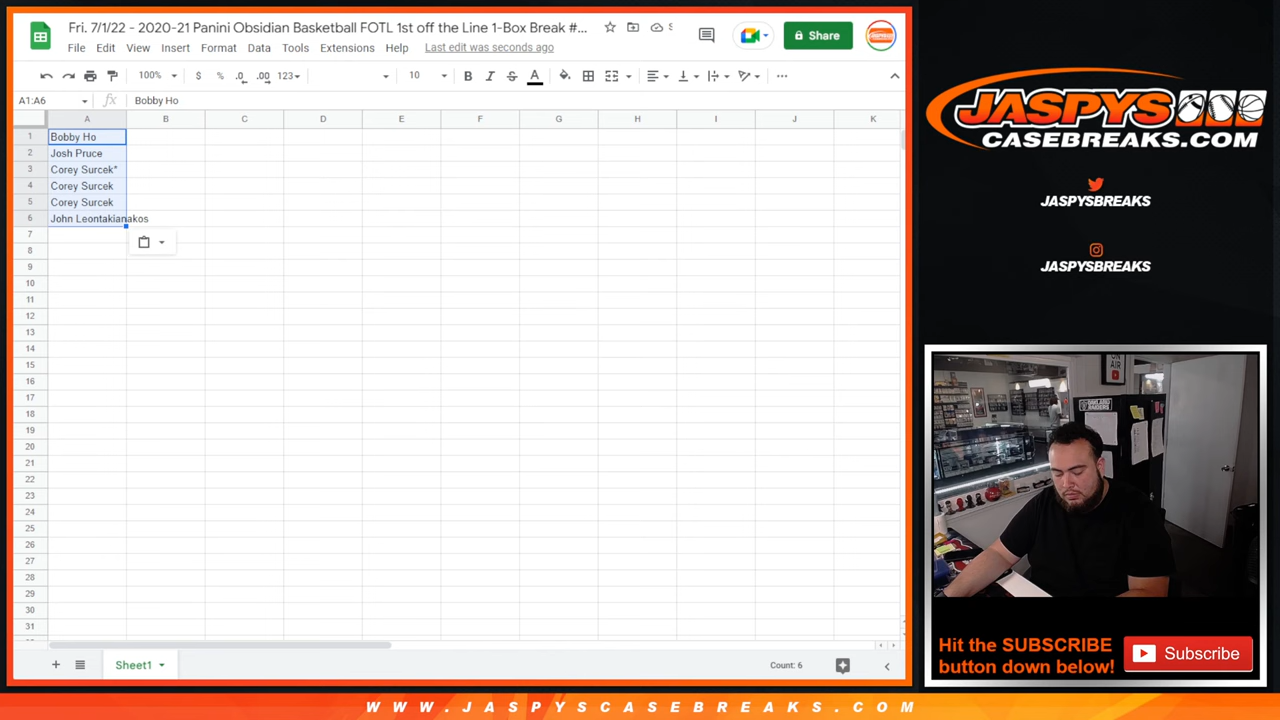 Fri. 7/1/22 - 2020-21 Panini Obsidian Basketball FOTL 1st off the Line 1-Box Break #...
File Edit View Insert Format Data Tools Extensions Help Last edit was seconds ago
Share
100% $ % .0 .00 123 10 B I S A
A1:A6 fx Bobby Ho
A B C D E F G H I J K
1 Bobby Ho
2 Josh Pruce
3 Corey Surcek*
4 Corey Surcek
5 Corey Surcek
6 John Leontakianakos
7
8
9
10
11
12
13
14
15
16
17
18
19
20
21
22
23
24
25
26
27
28
29
30
31
Sheet1
Count: 6
JASPYS
CASEBREAKS.COM
JASPYSBREAKS
JASPYSBREAKS
ON
AIR
Hit the SUBSCRIBE
button down below!
Subscribe
WWW.JASPYSCASEBREAKS.COM